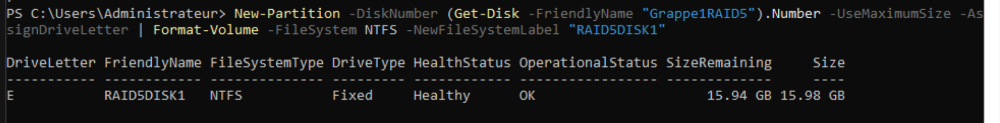 PS C:\Users\Administrateur> New-Partition -DiskNumber (Get-Disk -FriendlyName "Grappe1RAID5").Number -UseMaximumSize -As
signDriveLetter | Format-Volume -FileSystem NTFS -NewFileSystemLabel "RAID5DISK1"
DriveLetter FriendlyName FileSystemType DriveType HealthStatus OperationalStatus SizeRemaining     Size
----------- ------------ -------------- --------- ------------ ----------------- -------------     ----
E           RAID5DISK1   NTFS           Fixed     Healthy      OK                     15.94 GB 15.98 GB